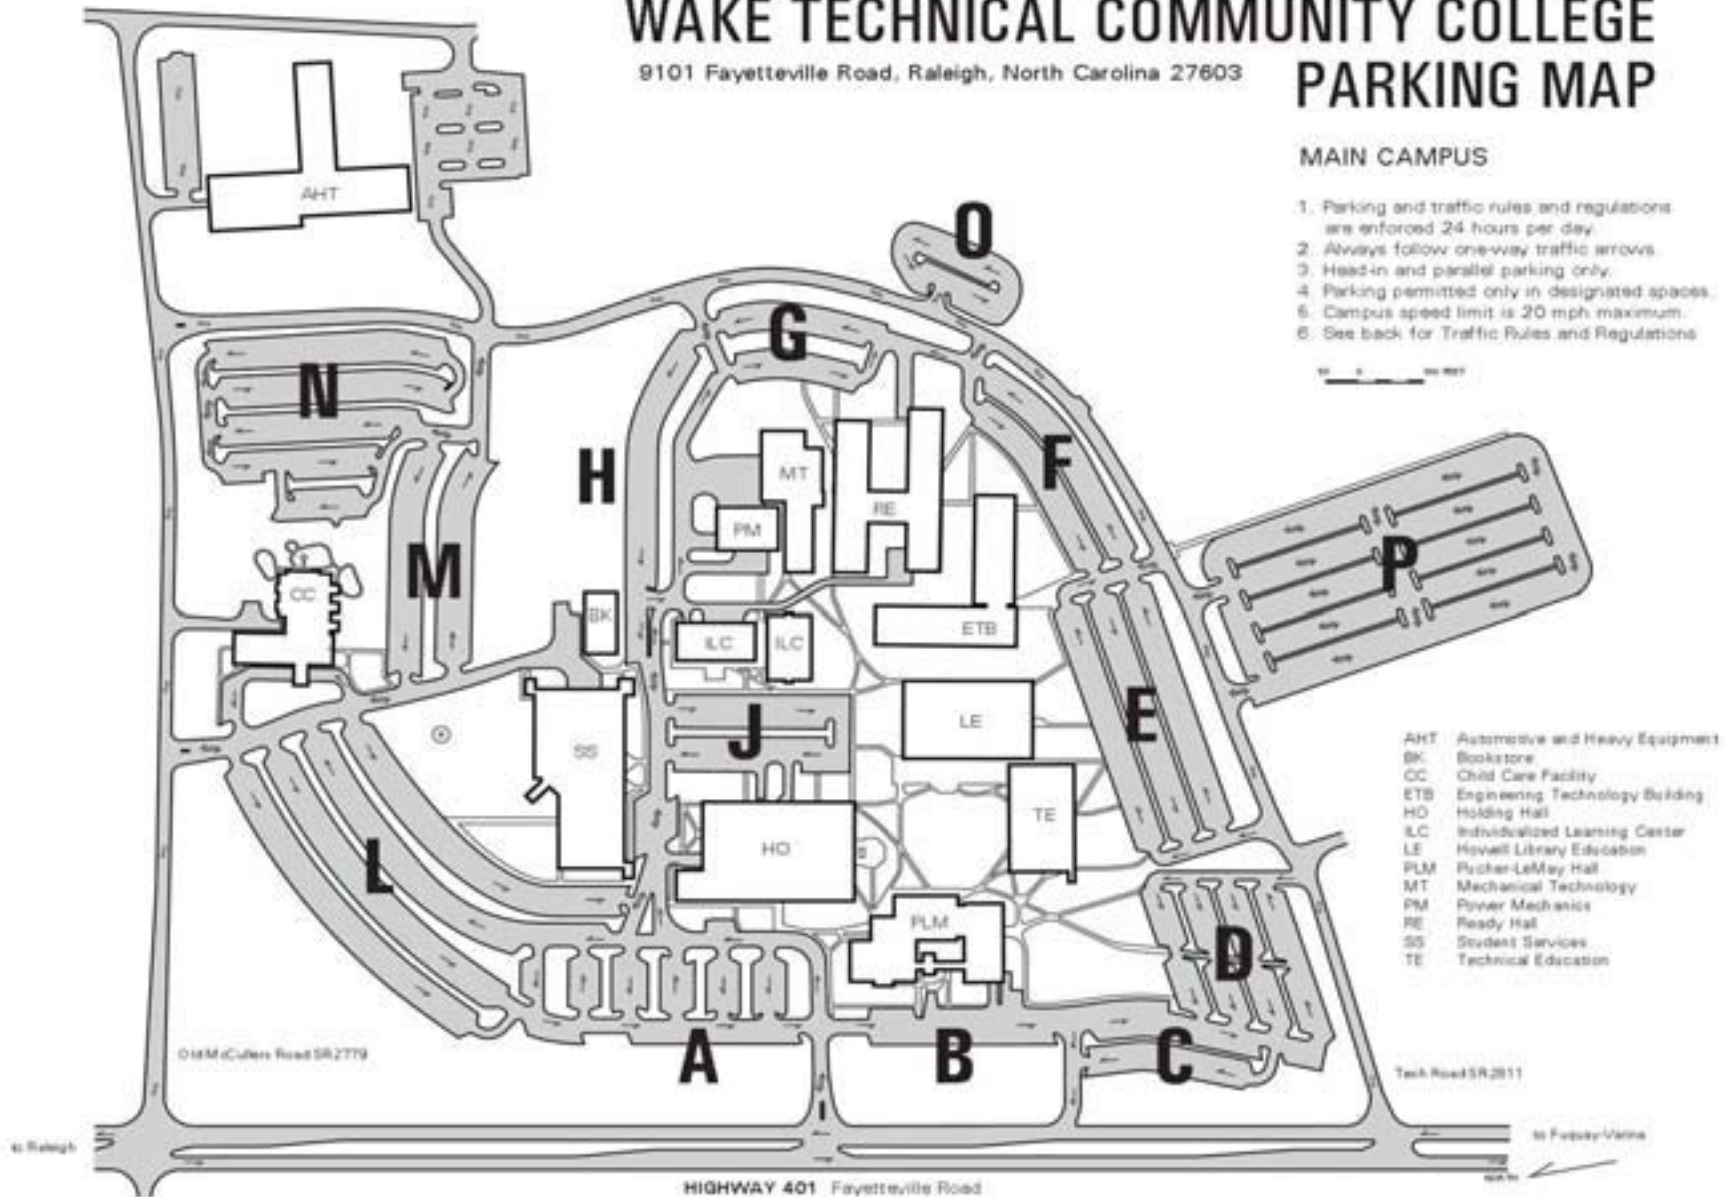 WAKE TECHNICAL COMMUNITY COLLEGE
9101 Fayetteville Road, Raleigh, North Carolina 27603
PARKING MAP
MAIN CAMPUS
1. Parking and traffic rules and regulations
are enforced 24 hours per day.
2. Always follow one-way traffic arrows.
3. Head-in and parallel parking only.
4. Parking permitted only in designated spaces.
5. Campus speed limit is 20 mph maximum.
6. See back for Traffic Rules and Regulations
AHT
O
G
N
H
F
MT
RE
PM
P
M
CC
BK
ILC
ILC
ETB
E
LE
J
SS
TE
HO
L
PLM
D
A
B
C
AHT Automotive and Heavy Equipment
BK Bookstore
CC Child Care Facility
ETB Engineering Technology Building
HO Holding Hall
ILC Individualized Learning Center
LE Howell Library Education
PLM Pucher-LeMay Hall
MT Mechanical Technology
PM Power Mechanics
RE Ready Hall
SS Student Services
TE Technical Education
Old McCullers Road SR2779
Tech Road SR2811
to Raleigh
to Fuquay-Varina
HIGHWAY 401 Fayetteville Road